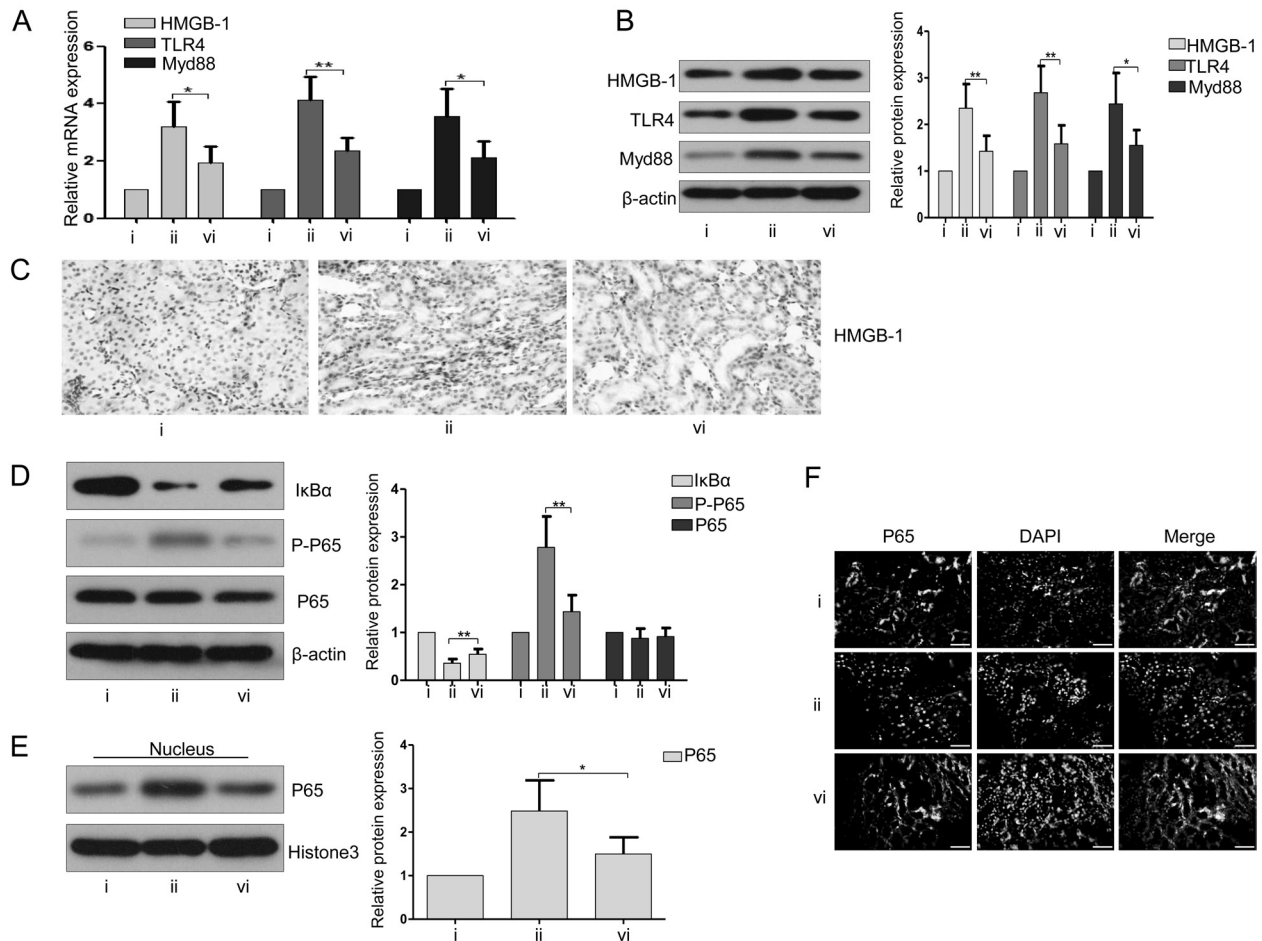 A
HMGB-1
TLR4
Myd88
Relative mRNA expression
6
4
2
0
*
**
*
i ii vi i ii vi i ii vi
B
HMGB-1
TLR4
Myd88
β-actin
i ii vi
Relative protein expression
4
3
2
1
0
**
**
*
i ii vi i ii vi i ii vi
HMGB-1
TLR4
Myd88
C
i ii vi
HMGB-1
D
IκBα
P-P65
P65
β-actin
i ii vi
Relative protein expression
4
3
2
1
0
**
**
i ii vi i ii vi i ii vi
IκBα
P-P65
P65
E
Nucleus
P65
Histone3
i ii vi
Relative protein expression
4
3
2
1
0
*
i ii vi
P65
F
P65 DAPI Merge
i
ii
vi